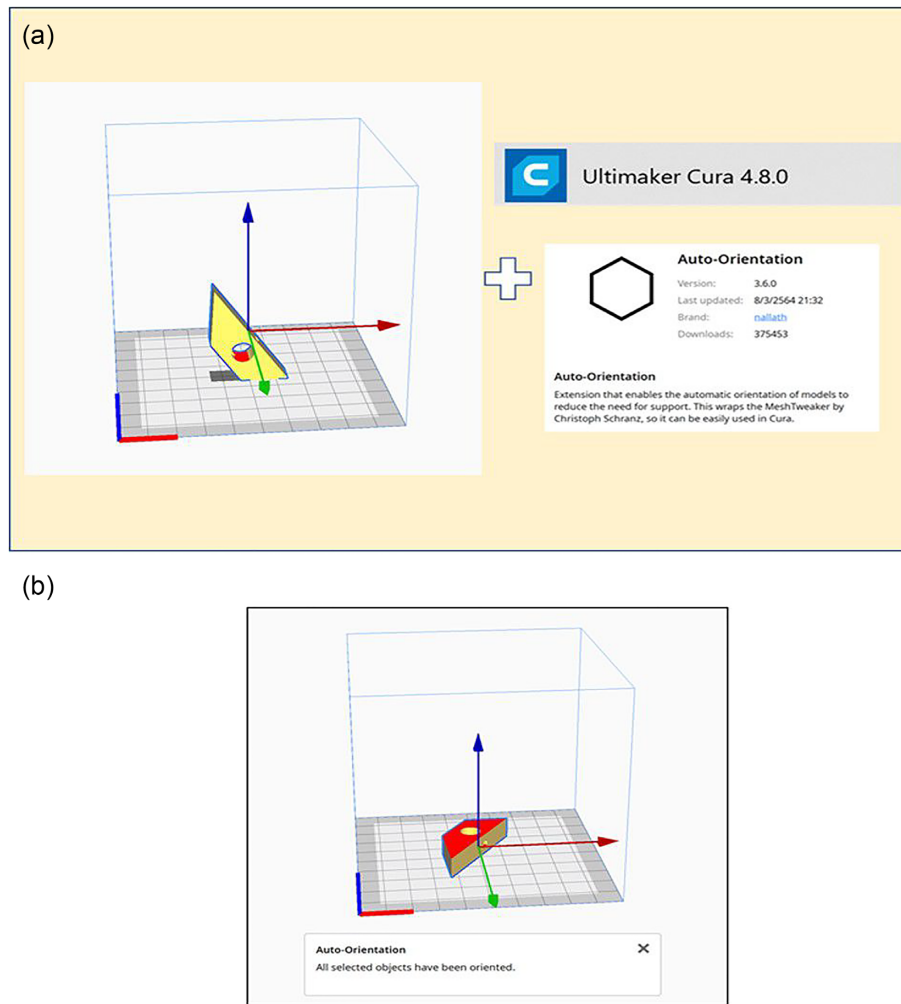 (a)
Ultimaker Cura 4.8.0
Auto-Orientation
Version: 3.6.0
Last updated: 8/3/2564 21:32
Brand: nallath
Downloads: 375453
Auto-Orientation
Extension that enables the automatic orientation of models to
reduce the need for support. This wraps the MeshTweaker by
Christoph Schranz, so it can be easily used in Cura.
(b)
Auto-Orientation
All selected objects have been oriented.